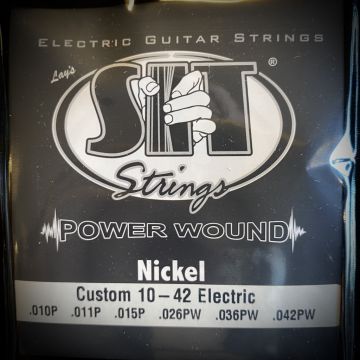 ELECTRIC GUITAR STRINGS
Lay's
SIT ®
Strings
POWER WOUND
Nickel
Custom 10-42 Electric
.010P .011P .015P .026PW .036PW .042PW